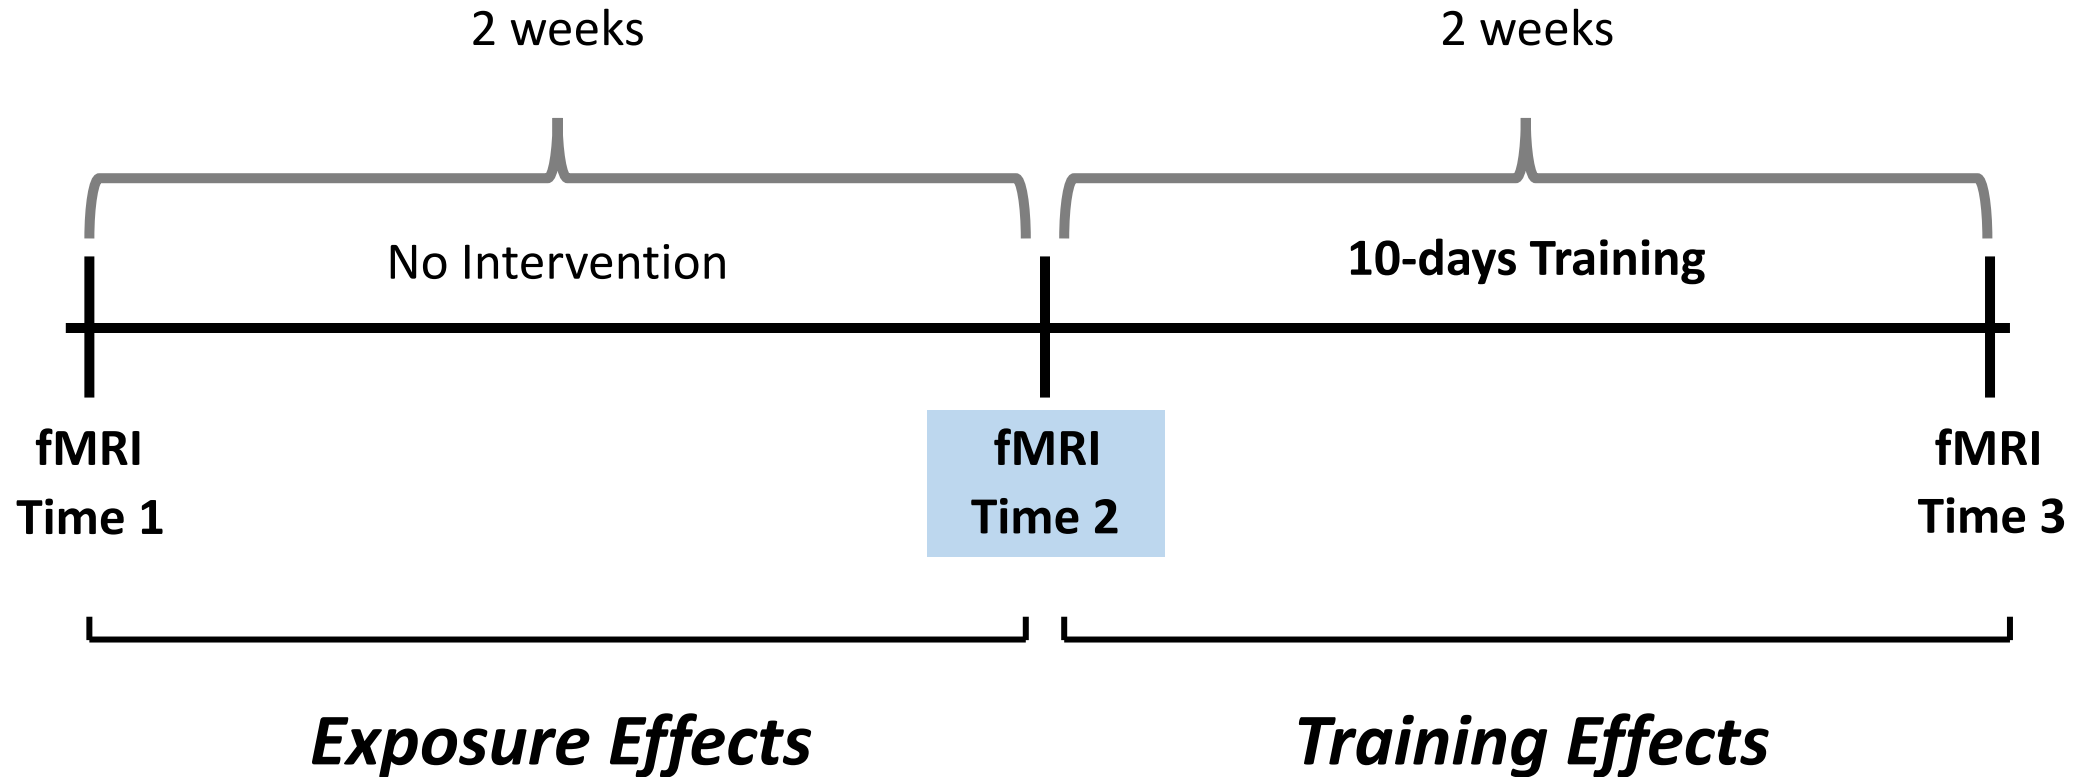 2 weeks
2 weeks
No Intervention
10-days Training
fMRI
Time 1
fMRI
Time 2
fMRI
Time 3
Exposure Effects
Training Effects